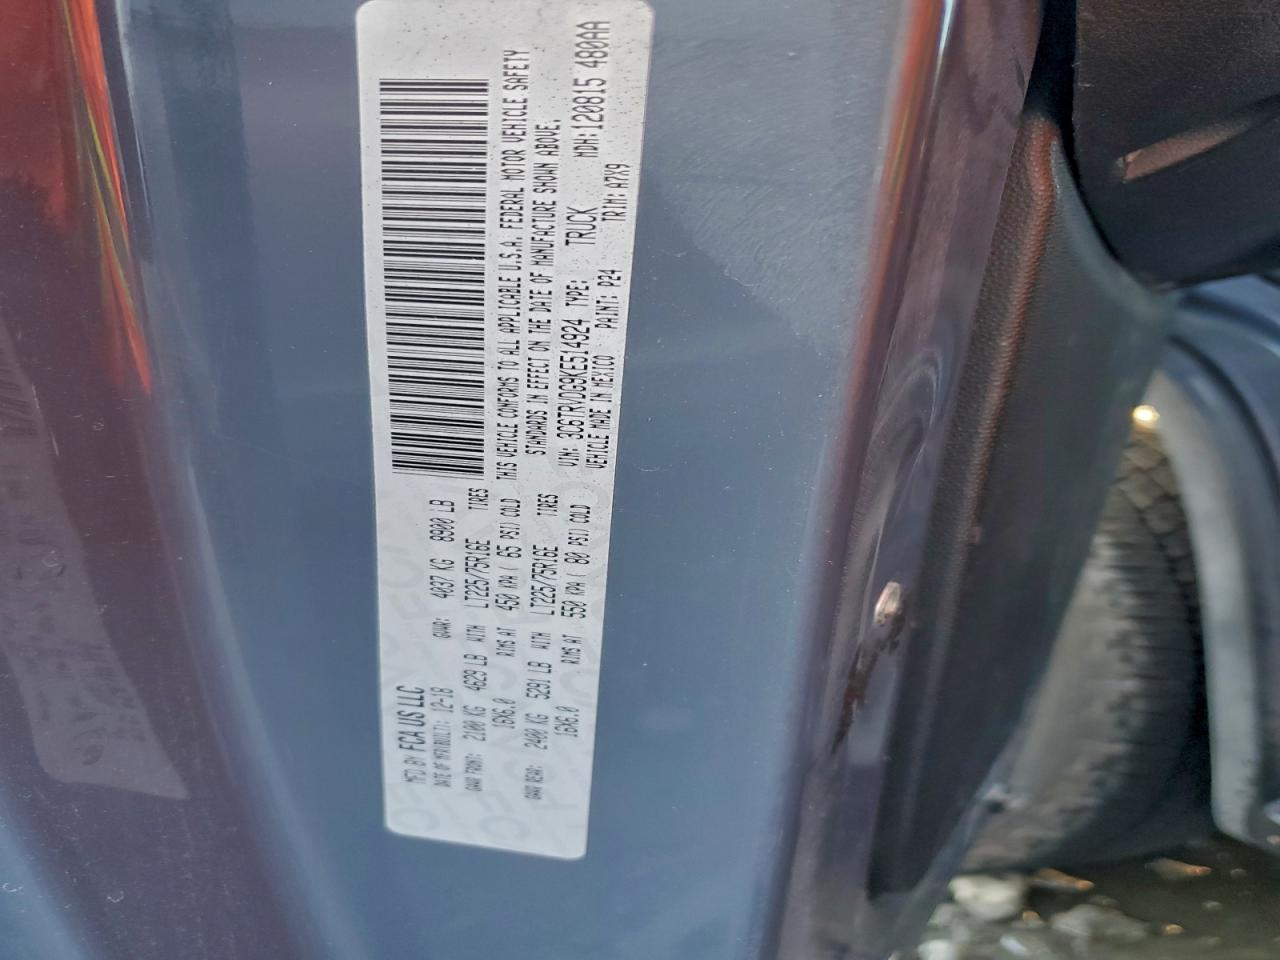 MFD BY FCA US LLC
DATE OF MFR(BUILT): 12-18 GVWR: 4037 KG 8900 LB
GAWR FRONT: 2100 KG 4629 LB WITH LT225/75R16E TIRES
16X6.0 RIMS AT 450 KPA ( 65 PSI) COLD
THIS VEHICLE CONFORMS TO ALL APPLICABLE U.S.A. FEDERAL MOTOR VEHICLE SAFETY
STANDARDS IN EFFECT ON THE DATE OF MANUFACTURE SHOWN ABOVE.
GAWR REAR: 2400 KG 5291 LB WITH LT225/75R16E TIRES
16X6.0 RIMS AT 550 KPA ( 80 PSI) COLD
VIN: 3C6TRVDG9KE514924 TYPE: TRUCK MDH:120815 480AA
VEHICLE MADE IN MEXICO PAINT: P24 TRIM:A7X9